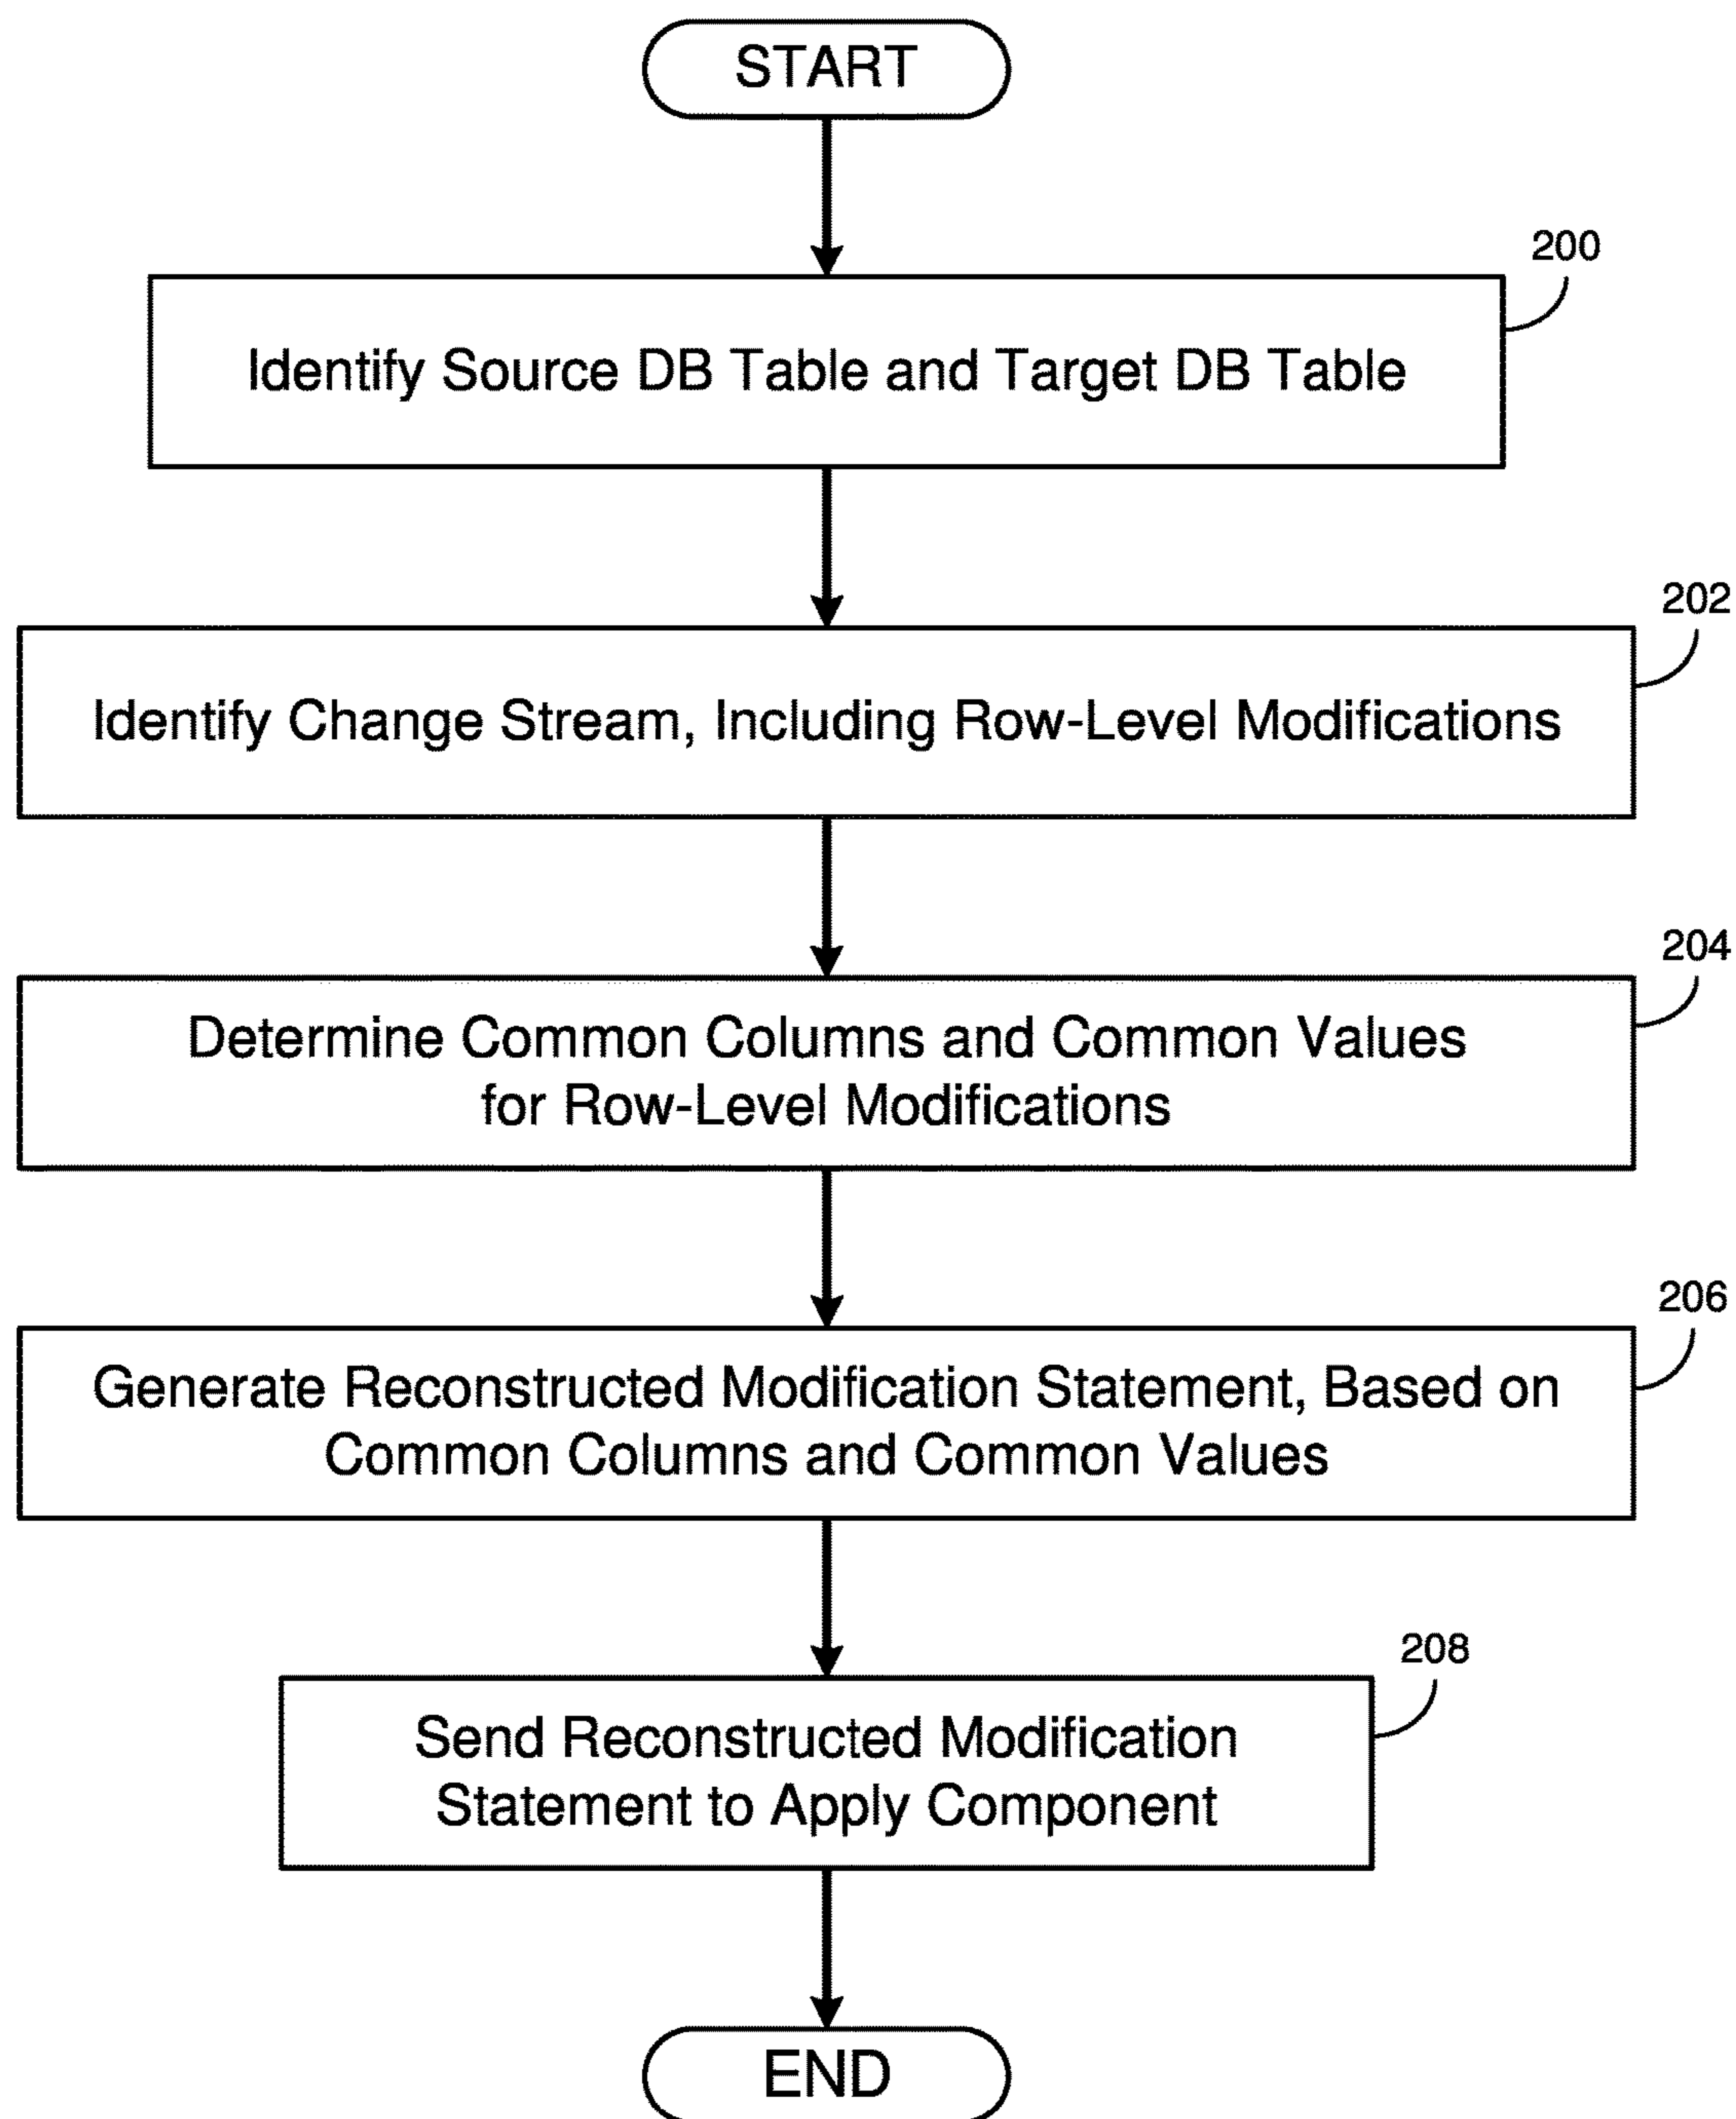 START
200
Identify Source DB Table and Target DB Table
202
Identify Change Stream, Including Row-Level Modifications
204
Determine Common Columns and Common Values
for Row-Level Modifications
206
Generate Reconstructed Modification Statement, Based on
Common Columns and Common Values
208
Send Reconstructed Modification
Statement to Apply Component
END